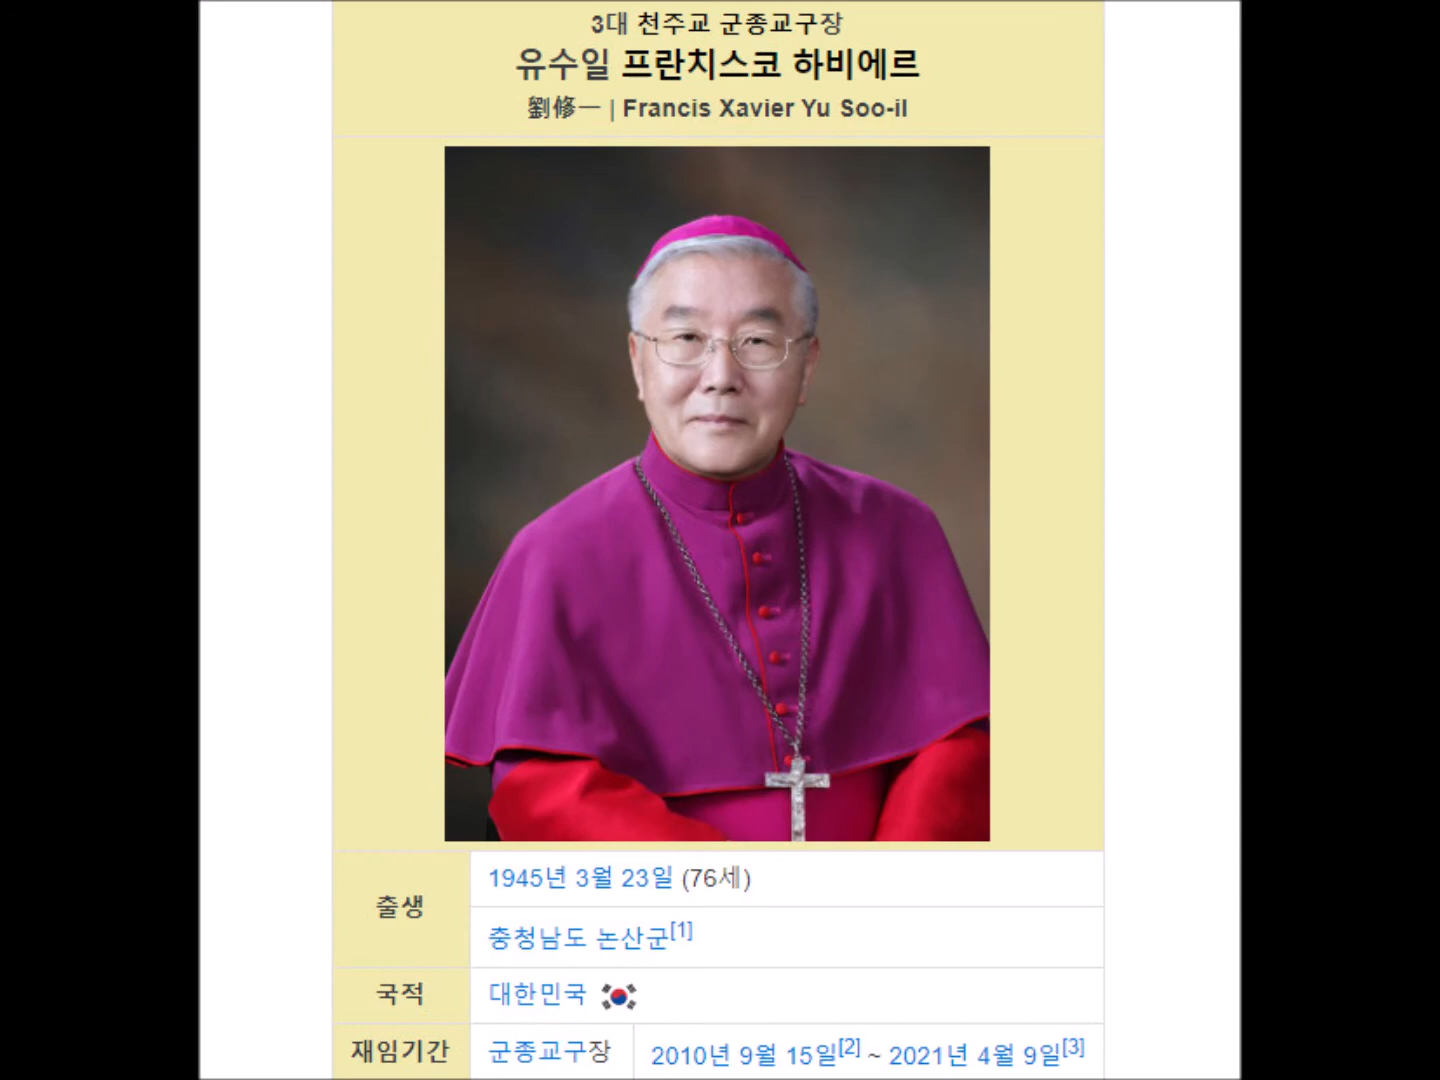 3대 천주교 군종교구장
유수일 프란치스코 하비에르
劉修一 | Francis Xavier Yu Soo-il
출생
1945년 3월 23일 (76세)
충청남도 논산군[1]
국적
대한민국
재임기간
군종교구장
2010년 9월 15일[2] ~ 2021년 4월 9일[3]